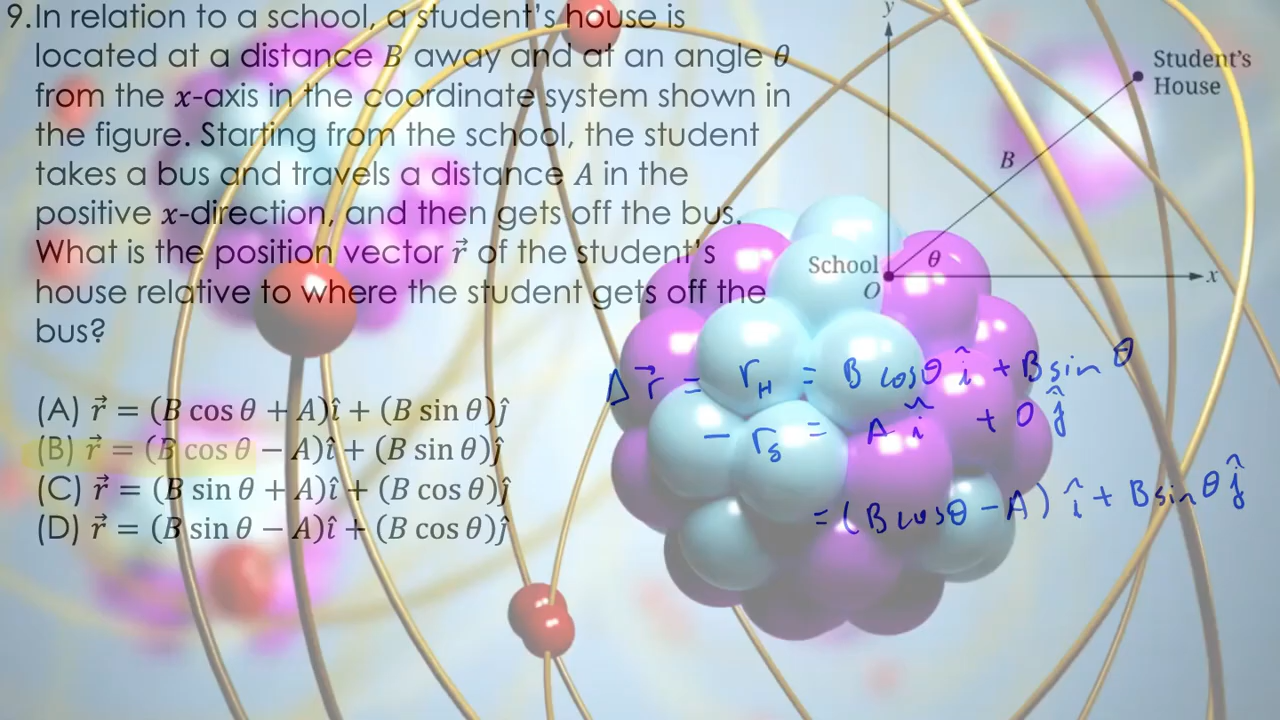 9. In relation to a school, a student's house is
located at a distance B away and at an angle θ
from the x-axis in the coordinate system shown in
the figure. Starting from the school, the student
takes a bus and travels a distance A in the
positive x-direction, and then gets off the bus.
What is the position vector r⃗ of the student's
house relative to where the student gets off the
bus?
(A) r⃗ = (B cos θ + A)î + (B sin θ)ĵ
(B) r⃗ = (B cos θ − A)î + (B sin θ)ĵ
(C) r⃗ = (B sin θ + A)î + (B cos θ)ĵ
(D) r⃗ = (B sin θ − A)î + (B cos θ)ĵ
y
Student's
House
B
School
θ
O
x
Δr⃗ = r_H = B cosθ î + B sin θ
− r_S = A î + 0 ĵ
= (B cosθ − A) î + B sin θ ĵ